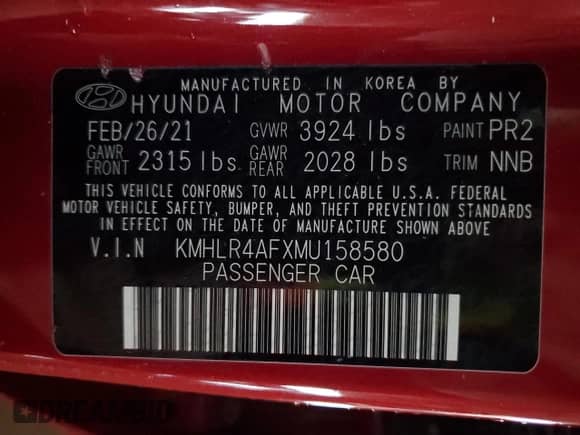 MANUFACTURED IN KOREA BY
HYUNDAI MOTOR COMPANY
FEB/26/21 GVWR 3924 lbs PAINT PR2
GAWR FRONT 2315 lbs. GAWR REAR 2028 lbs TRIM NNB
THIS VEHICLE CONFORMS TO ALL APPLICABLE U.S.A. FEDERAL
MOTOR VEHICLE SAFETY, BUMPER, AND THEFT PREVENTION STANDARDS
IN EFFECT ON THE DATE OF MANUFACTURE SHOWN ABOVE
V.I.N KMHLR4AFXMU158580
PASSENGER CAR
DREAMBID